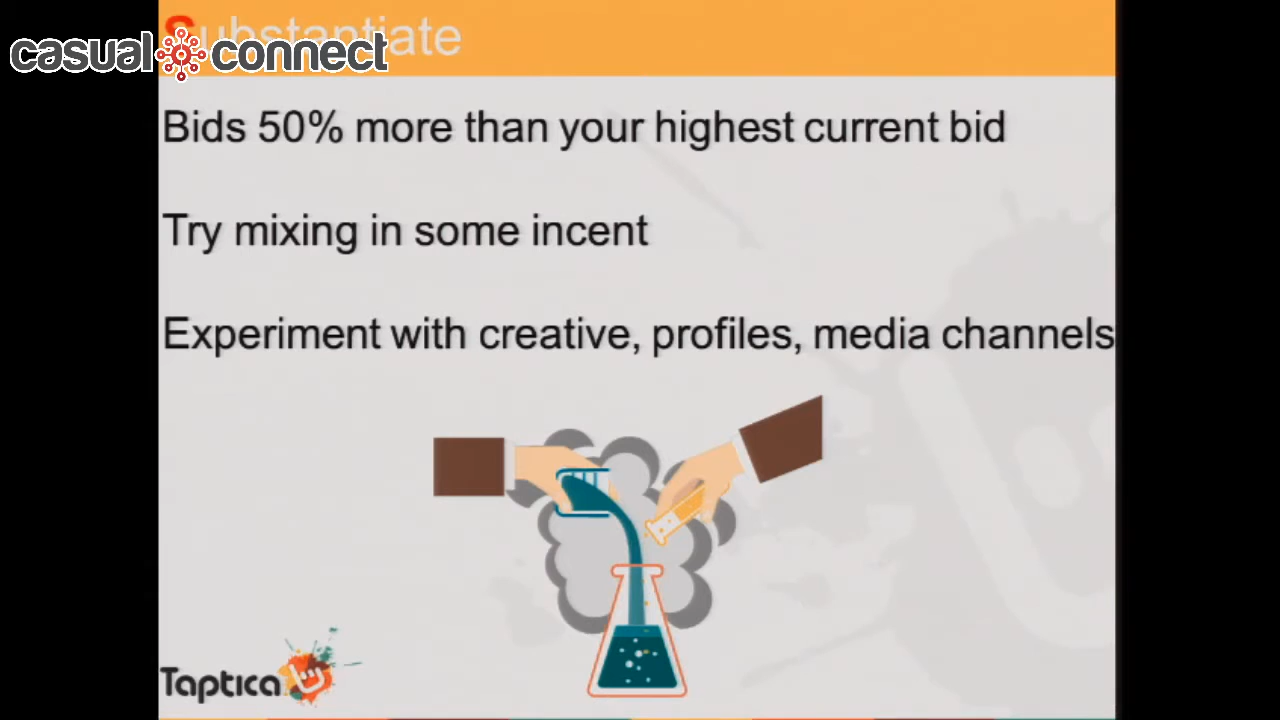 Substantiate
casual connect
Bids 50% more than your highest current bid
Try mixing in some incent
Experiment with creative, profiles, media channels
Taptica